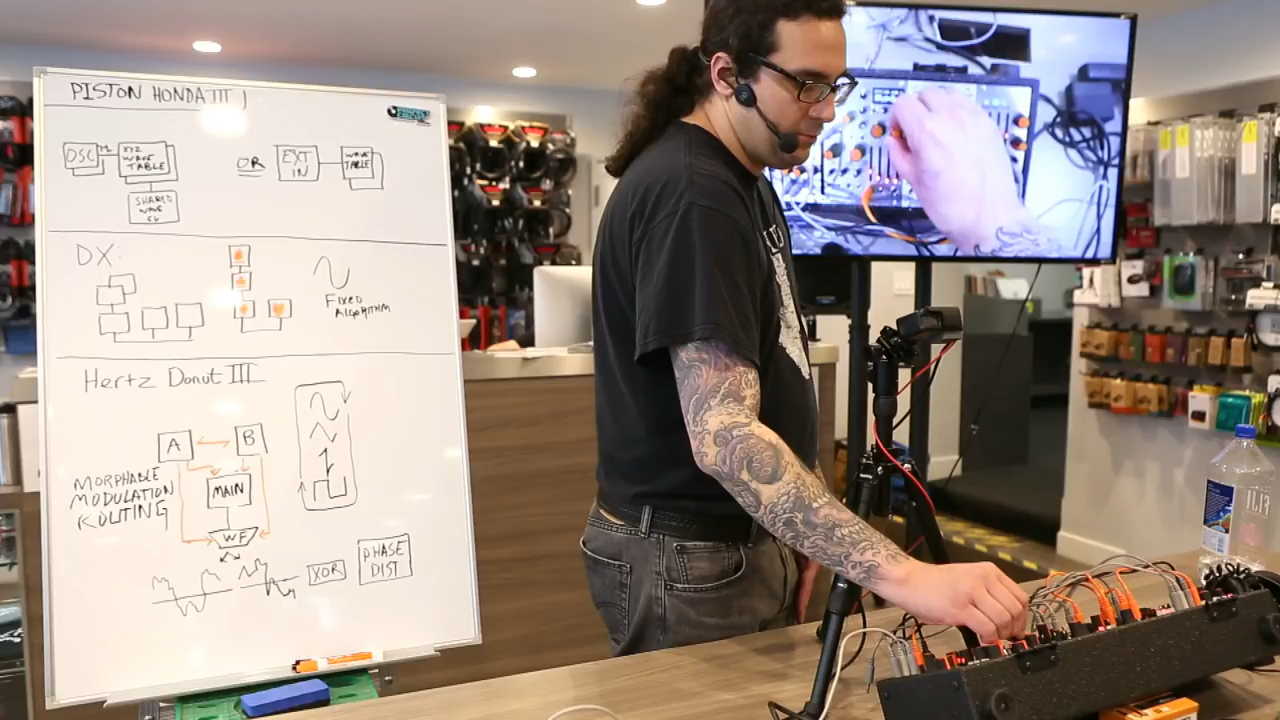 PISTON HONDA III
OSC
XYZ
WAVE
TABLE
SHARED
WAVE
OR
EXT
IN
WAVE
TABLE
DX:
FIXED
ALGORITHM
Hertz Donut III
A
B
MAIN
WF
MORPHABLE
MODULATION
ROUTING
XOR
PHASE
DIST
FIJI